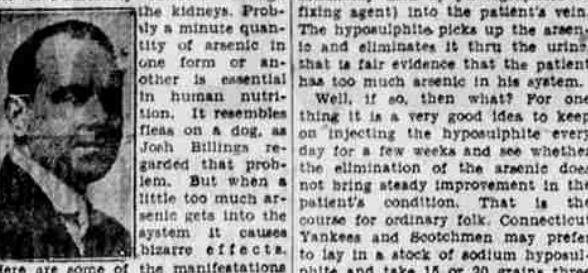 the kidneys. Prob-
bly a minute quan-
tity of arsenic in
one form or an-
other is essential
in human nutri-
tion. It resembles
fleas on a dog, as
Josh Billings re-
garded that prob-
lem. But when a
little too much ar-
senic gets into the
system it causes
bizarre effects.
Here are some of the manifestations
fixing agent) into the patient's vein
The hyposulphite picks up the arsen-
ic and eliminates it thru the urine
that is fair evidence that the patient
has too much arsenic in his system.
Well, if so, then what? For one
thing it is a very good idea to keep
on injecting the hyposulphite every
day for a few weeks and see whether
the elimination of the arsenic does
not bring steady improvement in the
patient's condition. That is the
course for ordinary folk. Connecticut
Yankees and Scotchmen may prefer
to lay in a stock of sodium hyposul-
phite and take 15 or 20 grains